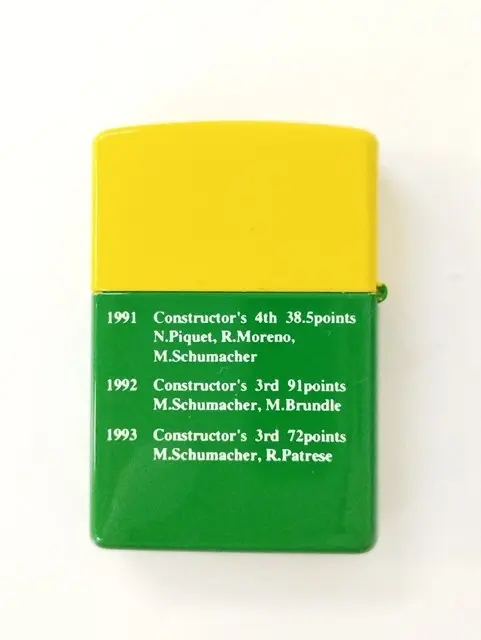 1991 Constructor's 4th 38.5points
N.Piquet, R.Moreno,
M.Schumacher
1992 Constructor's 3rd 91points
M.Schumacher, M.Brundle
1993 Constructor's 3rd 72points
M.Schumacher, R.Patrese